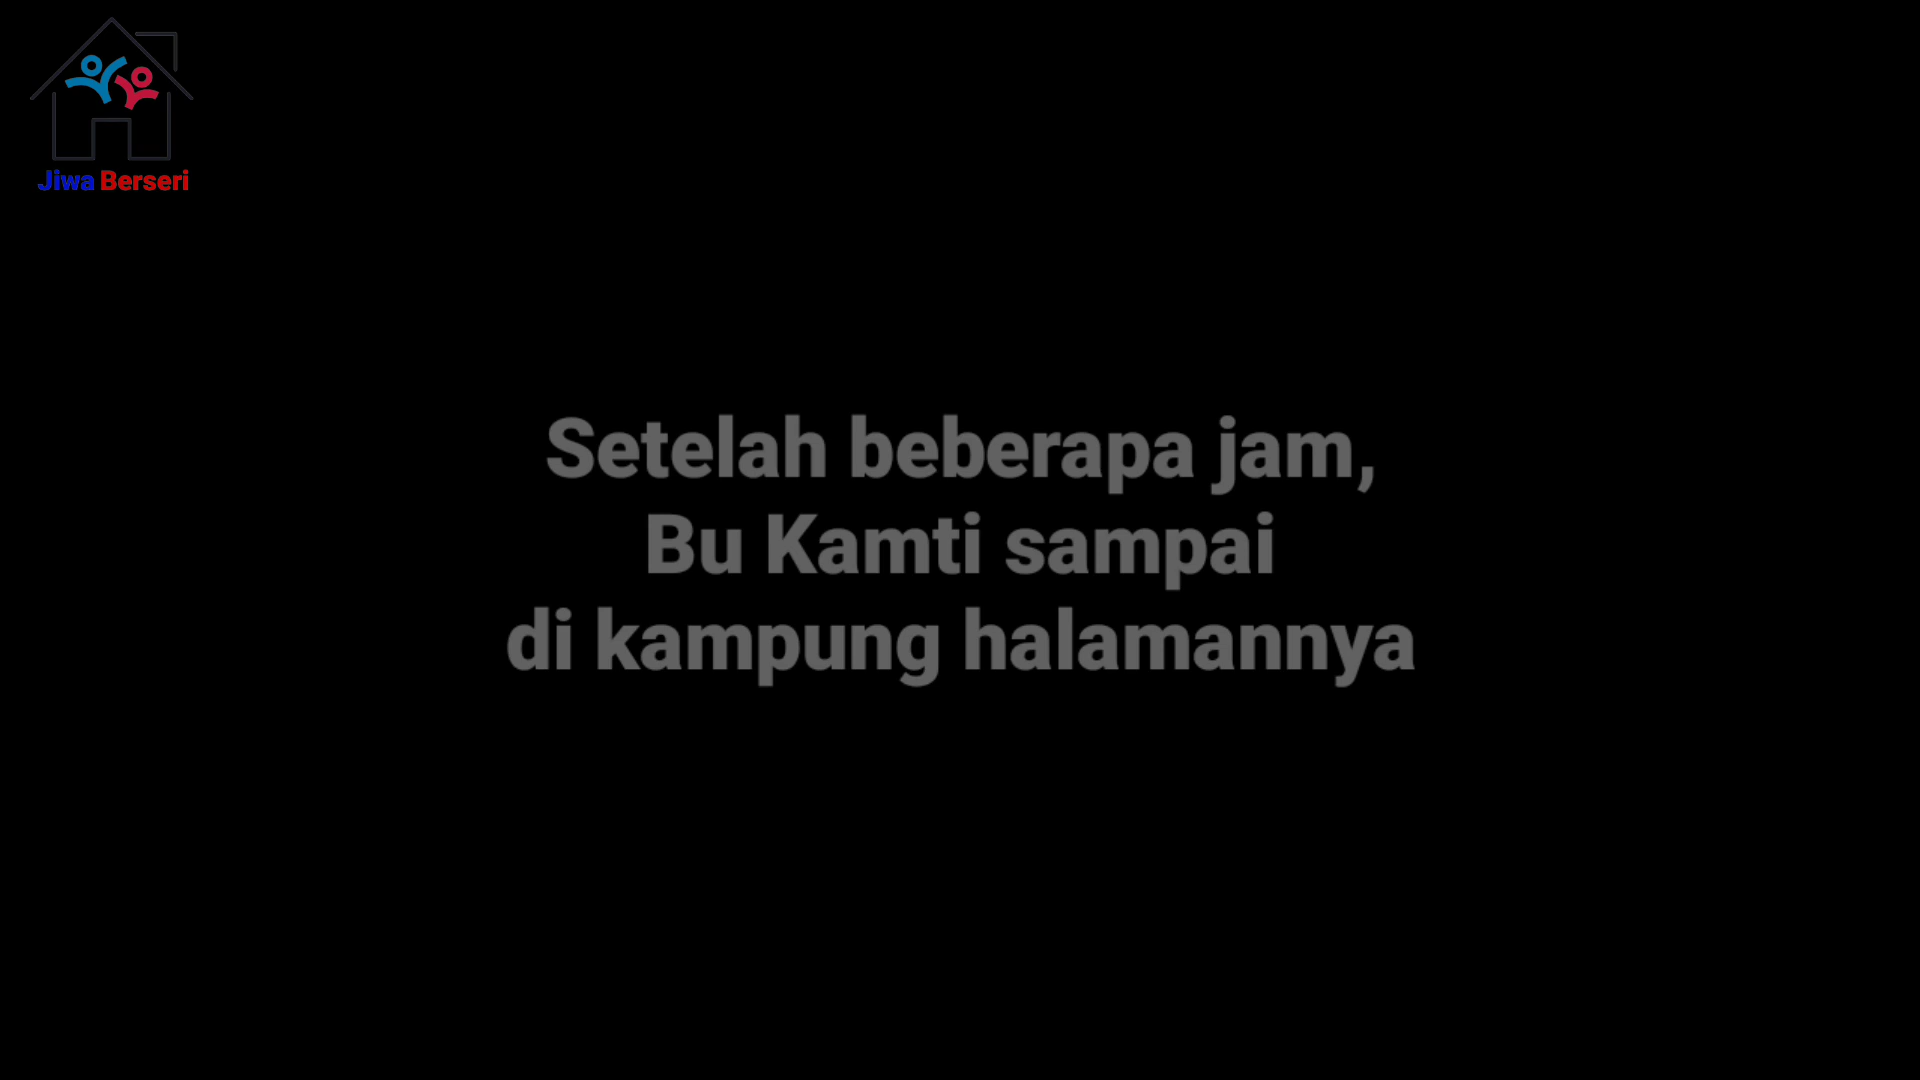 Jiwa Berseri
Setelah beberapa jam,
Bu Kamti sampai
di kampung halamannya